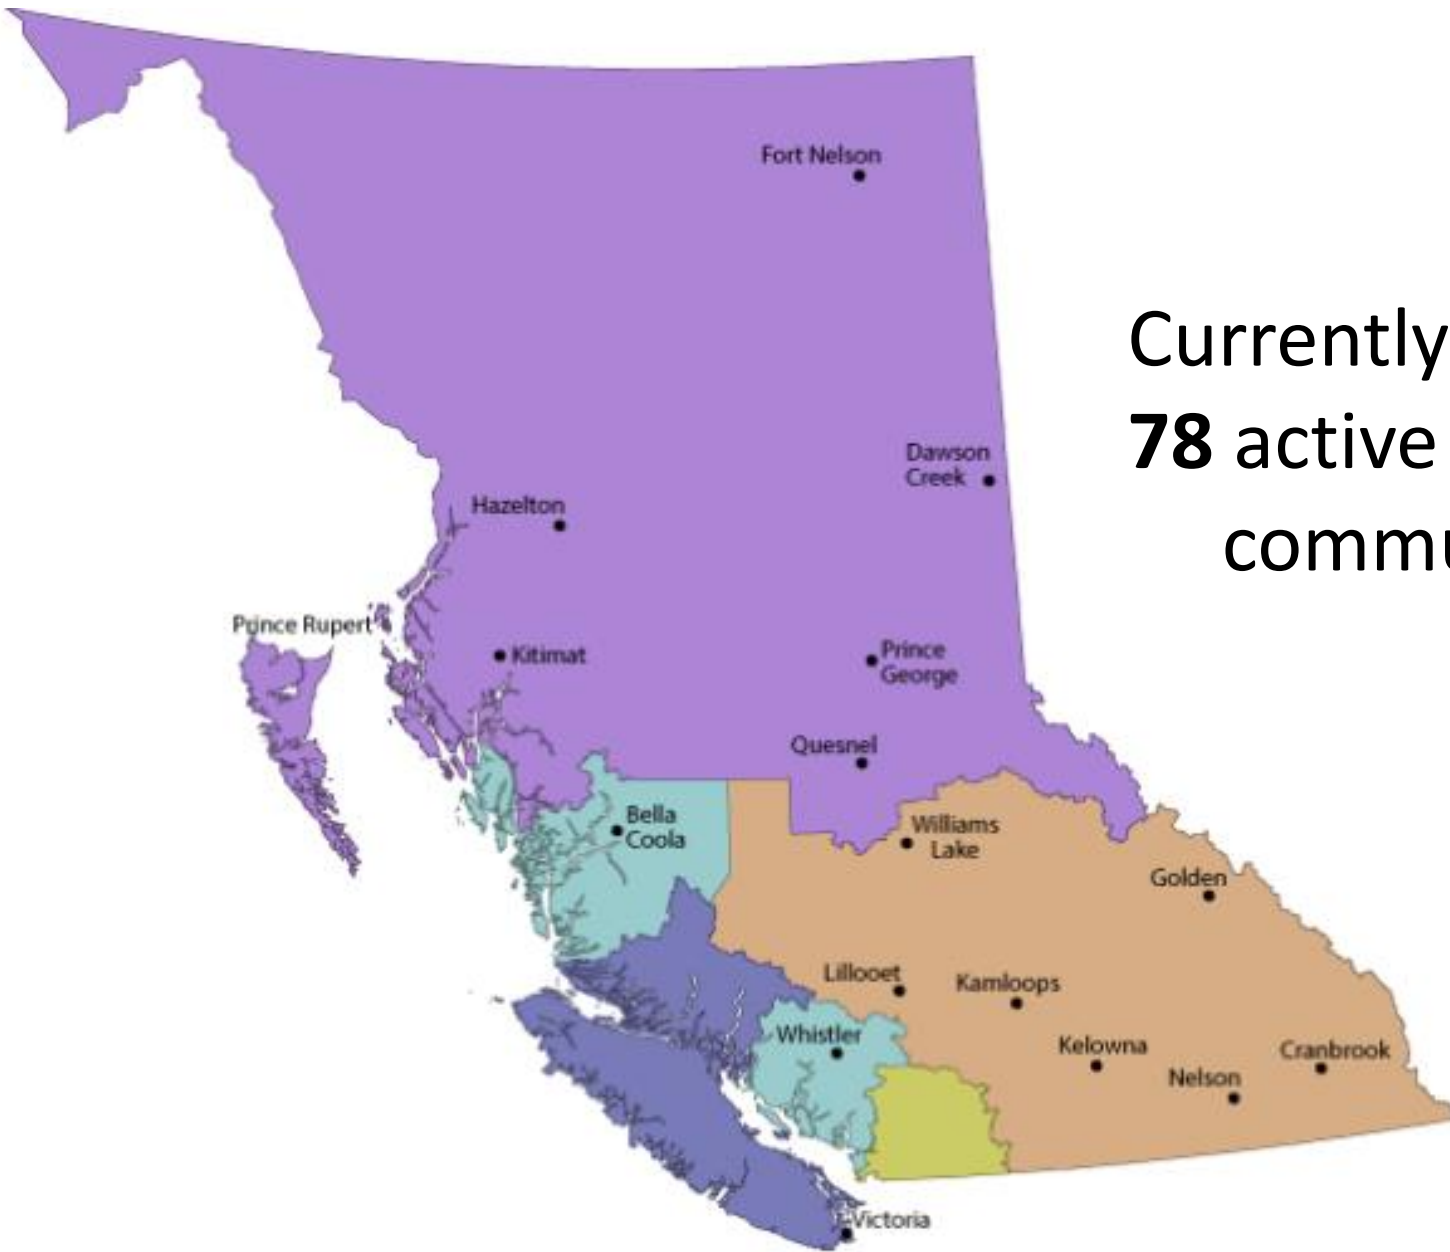 Fort Nelson
Currently
78 active
commu
Dawson
Creek
Hazelton
Prince Rupert
Kitimat
Prince
George
Quesnel
Bella
Coola
Williams
Lake
Golden
Lillooet
Kamloops
Whistler
Kelowna
Cranbrook
Nelson
Victoria